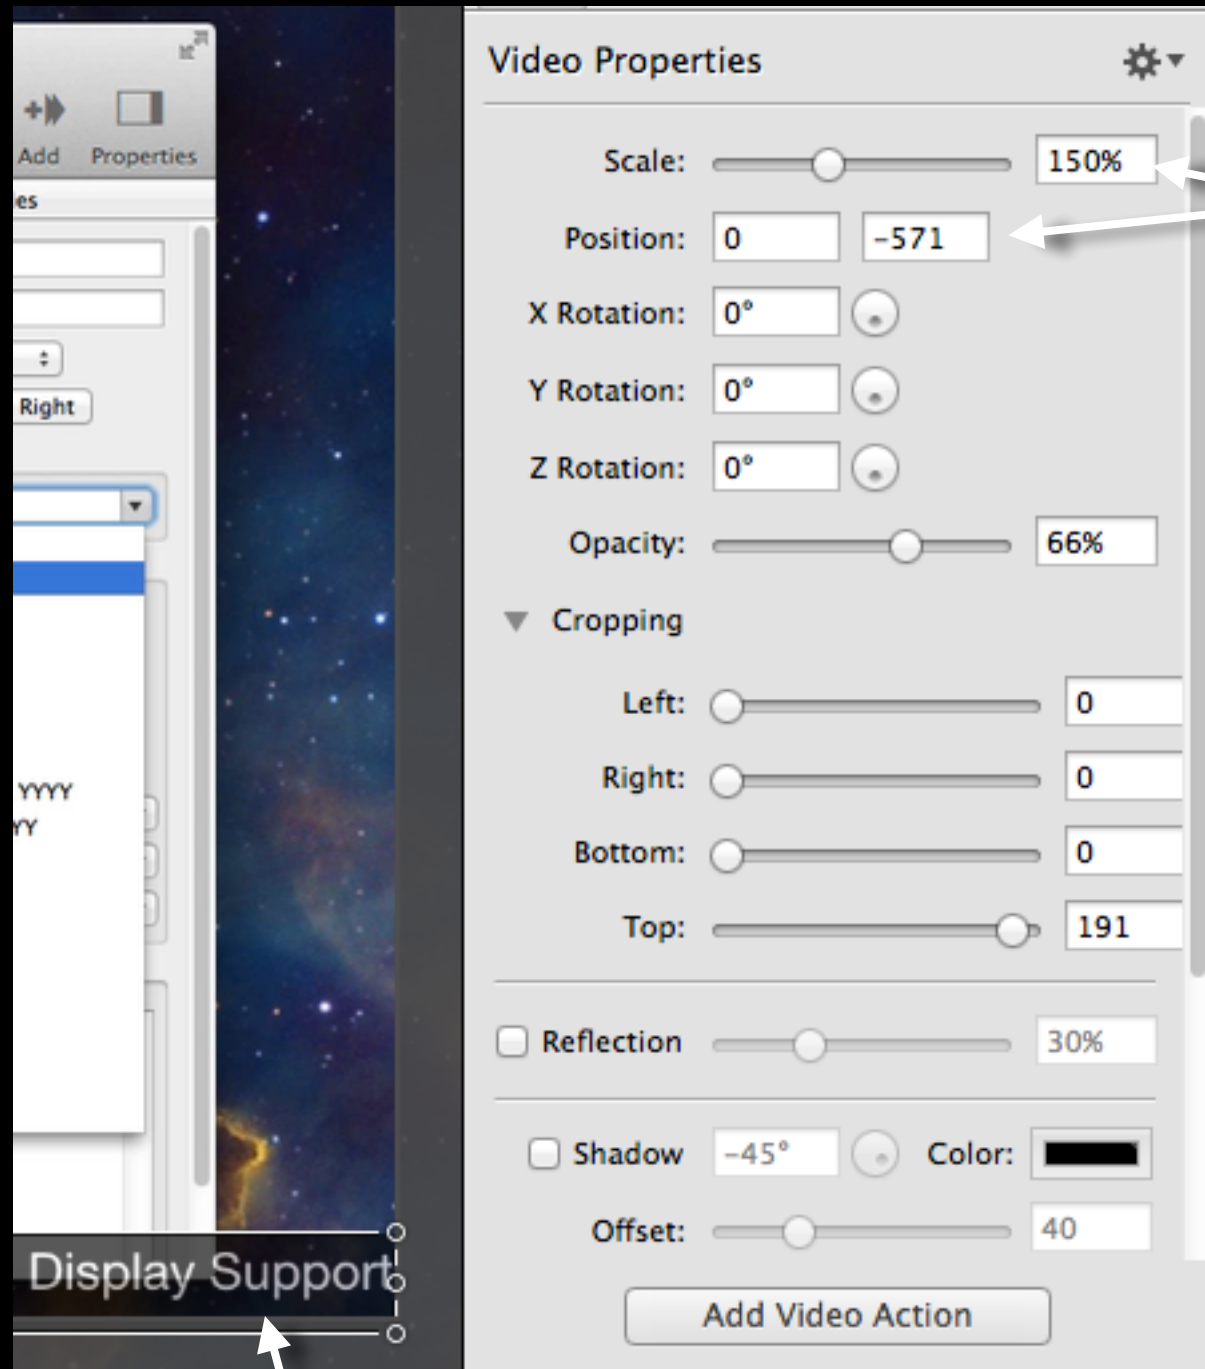 Add Properties
es
Right
YYYY
YY
Display Support
Video Properties
Scale: 150%
Position: 0 -571
X Rotation: 0°
Y Rotation: 0°
Z Rotation: 0°
Opacity: 66%
Cropping
Left: 0
Right: 0
Bottom: 0
Top: 191
Reflection 30%
Shadow -45° Color:
Offset: 40
Add Video Action